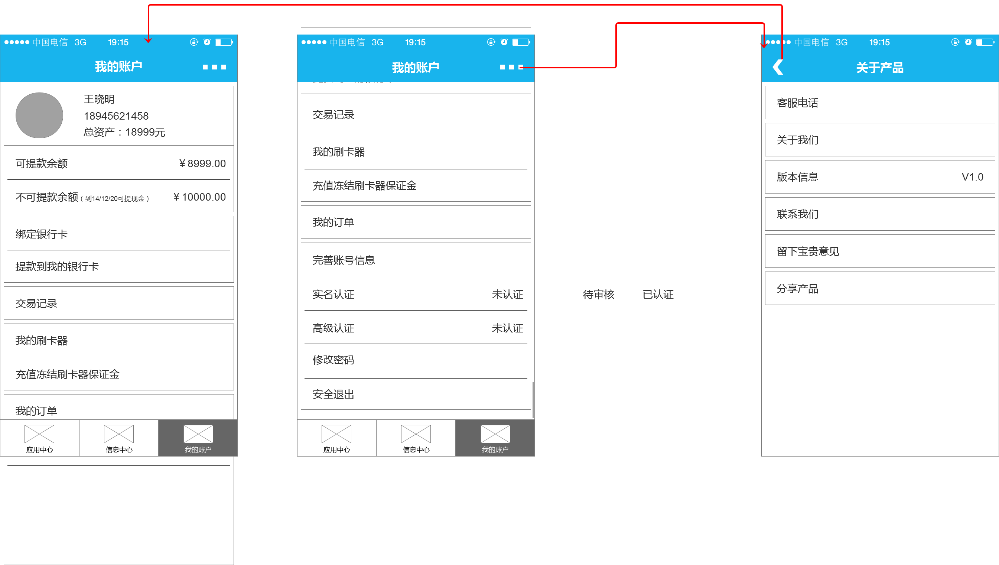 中国电信 3G 19:15
我的账户
王晓明
18945621458
总资产：18999元
可提款余额 ￥8999.00
不可提款余额（到14/12/20可提现金） ￥10000.00
绑定银行卡
提款到我的银行卡
交易记录
我的刷卡器
充值冻结刷卡器保证金
我的订单
应用中心 信息中心 我的账户
中国电信 3G 19:15
我的账户
交易记录
我的刷卡器
充值冻结刷卡器保证金
我的订单
完善账号信息
实名认证 未认证
高级认证 未认证
修改密码
安全退出
应用中心 信息中心 我的账户
待审核 已认证
中国电信 3G 19:15
关于产品
客服电话
关于我们
版本信息 V1.0
联系我们
留下宝贵意见
分享产品